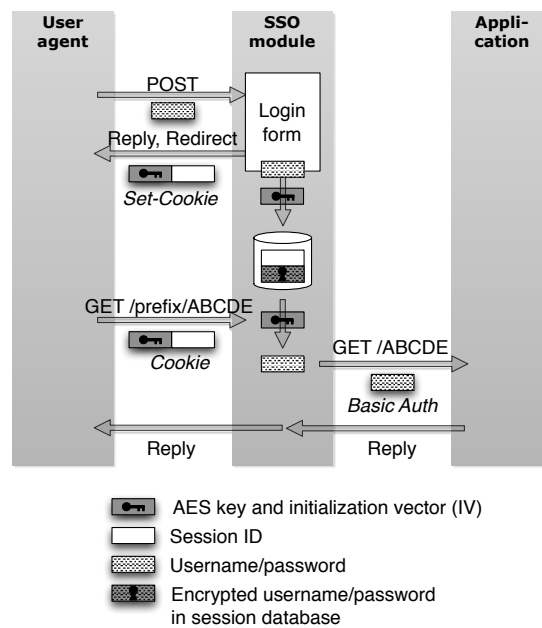 User
agent
SSO
module
Appli-
cation
POST
Login
form
Reply, Redirect
Set-Cookie
GET /prefix/ABCDE
Cookie
GET /ABCDE
Basic Auth
Reply
Reply
AES key and initialization vector (IV)
Session ID
Username/password
Encrypted username/password
in session database